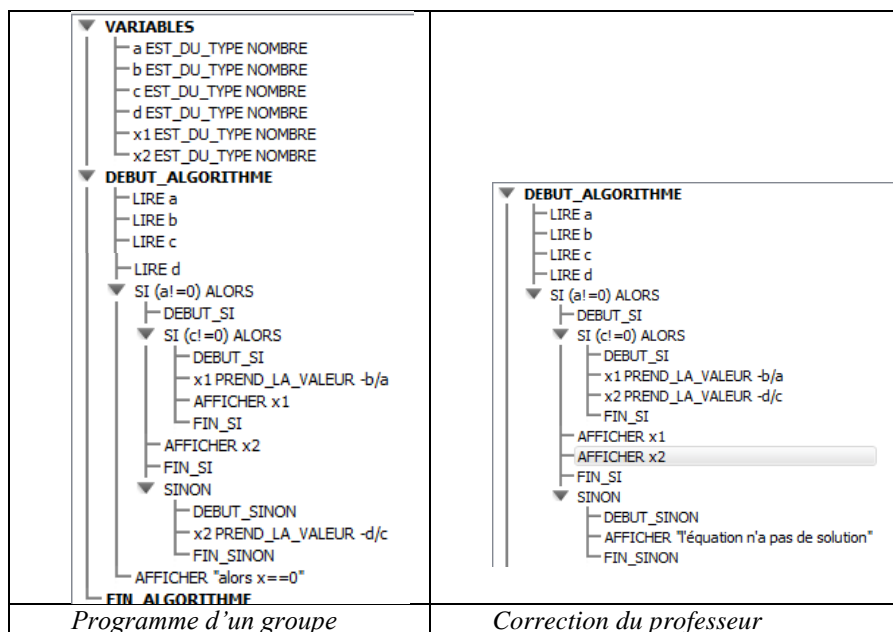 VARIABLES
a EST_DU_TYPE NOMBRE
b EST_DU_TYPE NOMBRE
c EST_DU_TYPE NOMBRE
d EST_DU_TYPE NOMBRE
x1 EST_DU_TYPE NOMBRE
x2 EST_DU_TYPE NOMBRE
DEBUT_ALGORITHME
LIRE a
LIRE b
LIRE c
LIRE d
SI (a!=0) ALORS
DEBUT_SI
SI (c!=0) ALORS
DEBUT_SI
x1 PREND_LA_VALEUR -b/a
AFFICHER x1
FIN_SI
AFFICHER x2
FIN_SI
SINON
DEBUT_SINON
x2 PREND_LA_VALEUR -d/c
FIN_SINON
AFFICHER "alors x==0"
FIN_ALGORITHME
Programme d'un groupe
DEBUT_ALGORITHME
LIRE a
LIRE b
LIRE c
LIRE d
SI (a!=0) ALORS
DEBUT_SI
SI (c!=0) ALORS
DEBUT_SI
x1 PREND_LA_VALEUR -b/a
x2 PREND_LA_VALEUR -d/c
FIN_SI
AFFICHER x1
AFFICHER x2
FIN_SI
SINON
DEBUT_SINON
AFFICHER "l'équation n'a pas de solution"
FIN_SINON
Correction du professeur